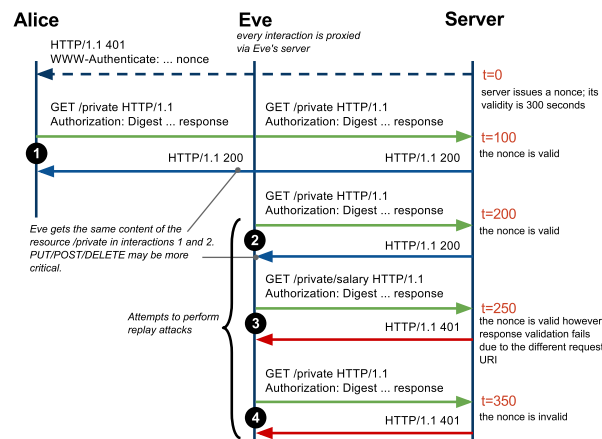 Alice
Eve
Server
every interaction is proxied
via Eve's server
HTTP/1.1 401
WWW-Authenticate: ... nonce
t=0
server issues a nonce; its
validity is 300 seconds
GET /private HTTP/1.1
Authorization: Digest ... response
GET /private HTTP/1.1
Authorization: Digest ... response
t=100
the nonce is valid
1
HTTP/1.1 200
HTTP/1.1 200
GET /private HTTP/1.1
Authorization: Digest ... response
t=200
the nonce is valid
Eve gets the same content of the
resource /private in interactions 1 and 2.
PUT/POST/DELETE may be more
critical.
2
HTTP/1.1 200
GET /private/salary HTTP/1.1
Authorization: Digest ... response
t=250
the nonce is valid however
response validation fails
due to the different request
URI
Attempts to perform
replay attacks
3
HTTP/1.1 401
GET /private HTTP/1.1
Authorization: Digest ... response
t=350
the nonce is invalid
4
HTTP/1.1 401